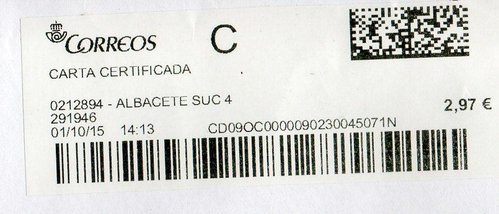 CORREOS C
CARTA CERTIFICADA
0212894 - ALBACETE SUC 4
291946 2,97 €
01/10/15 14:13 CD09OC0000090230045071N